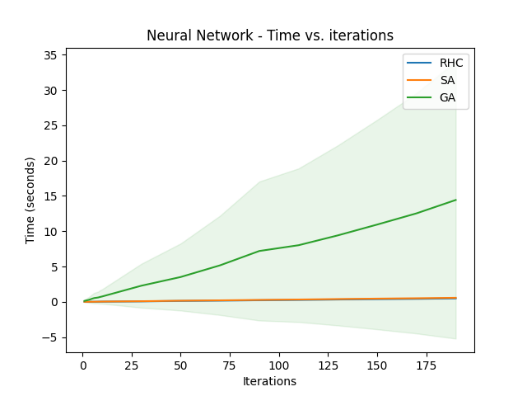 Neural Network - Time vs. iterations
RHC
SA
GA
Time (seconds)
35
30
25
20
15
10
5
0
−5
0 25 50 75 100 125 150 175
Iterations